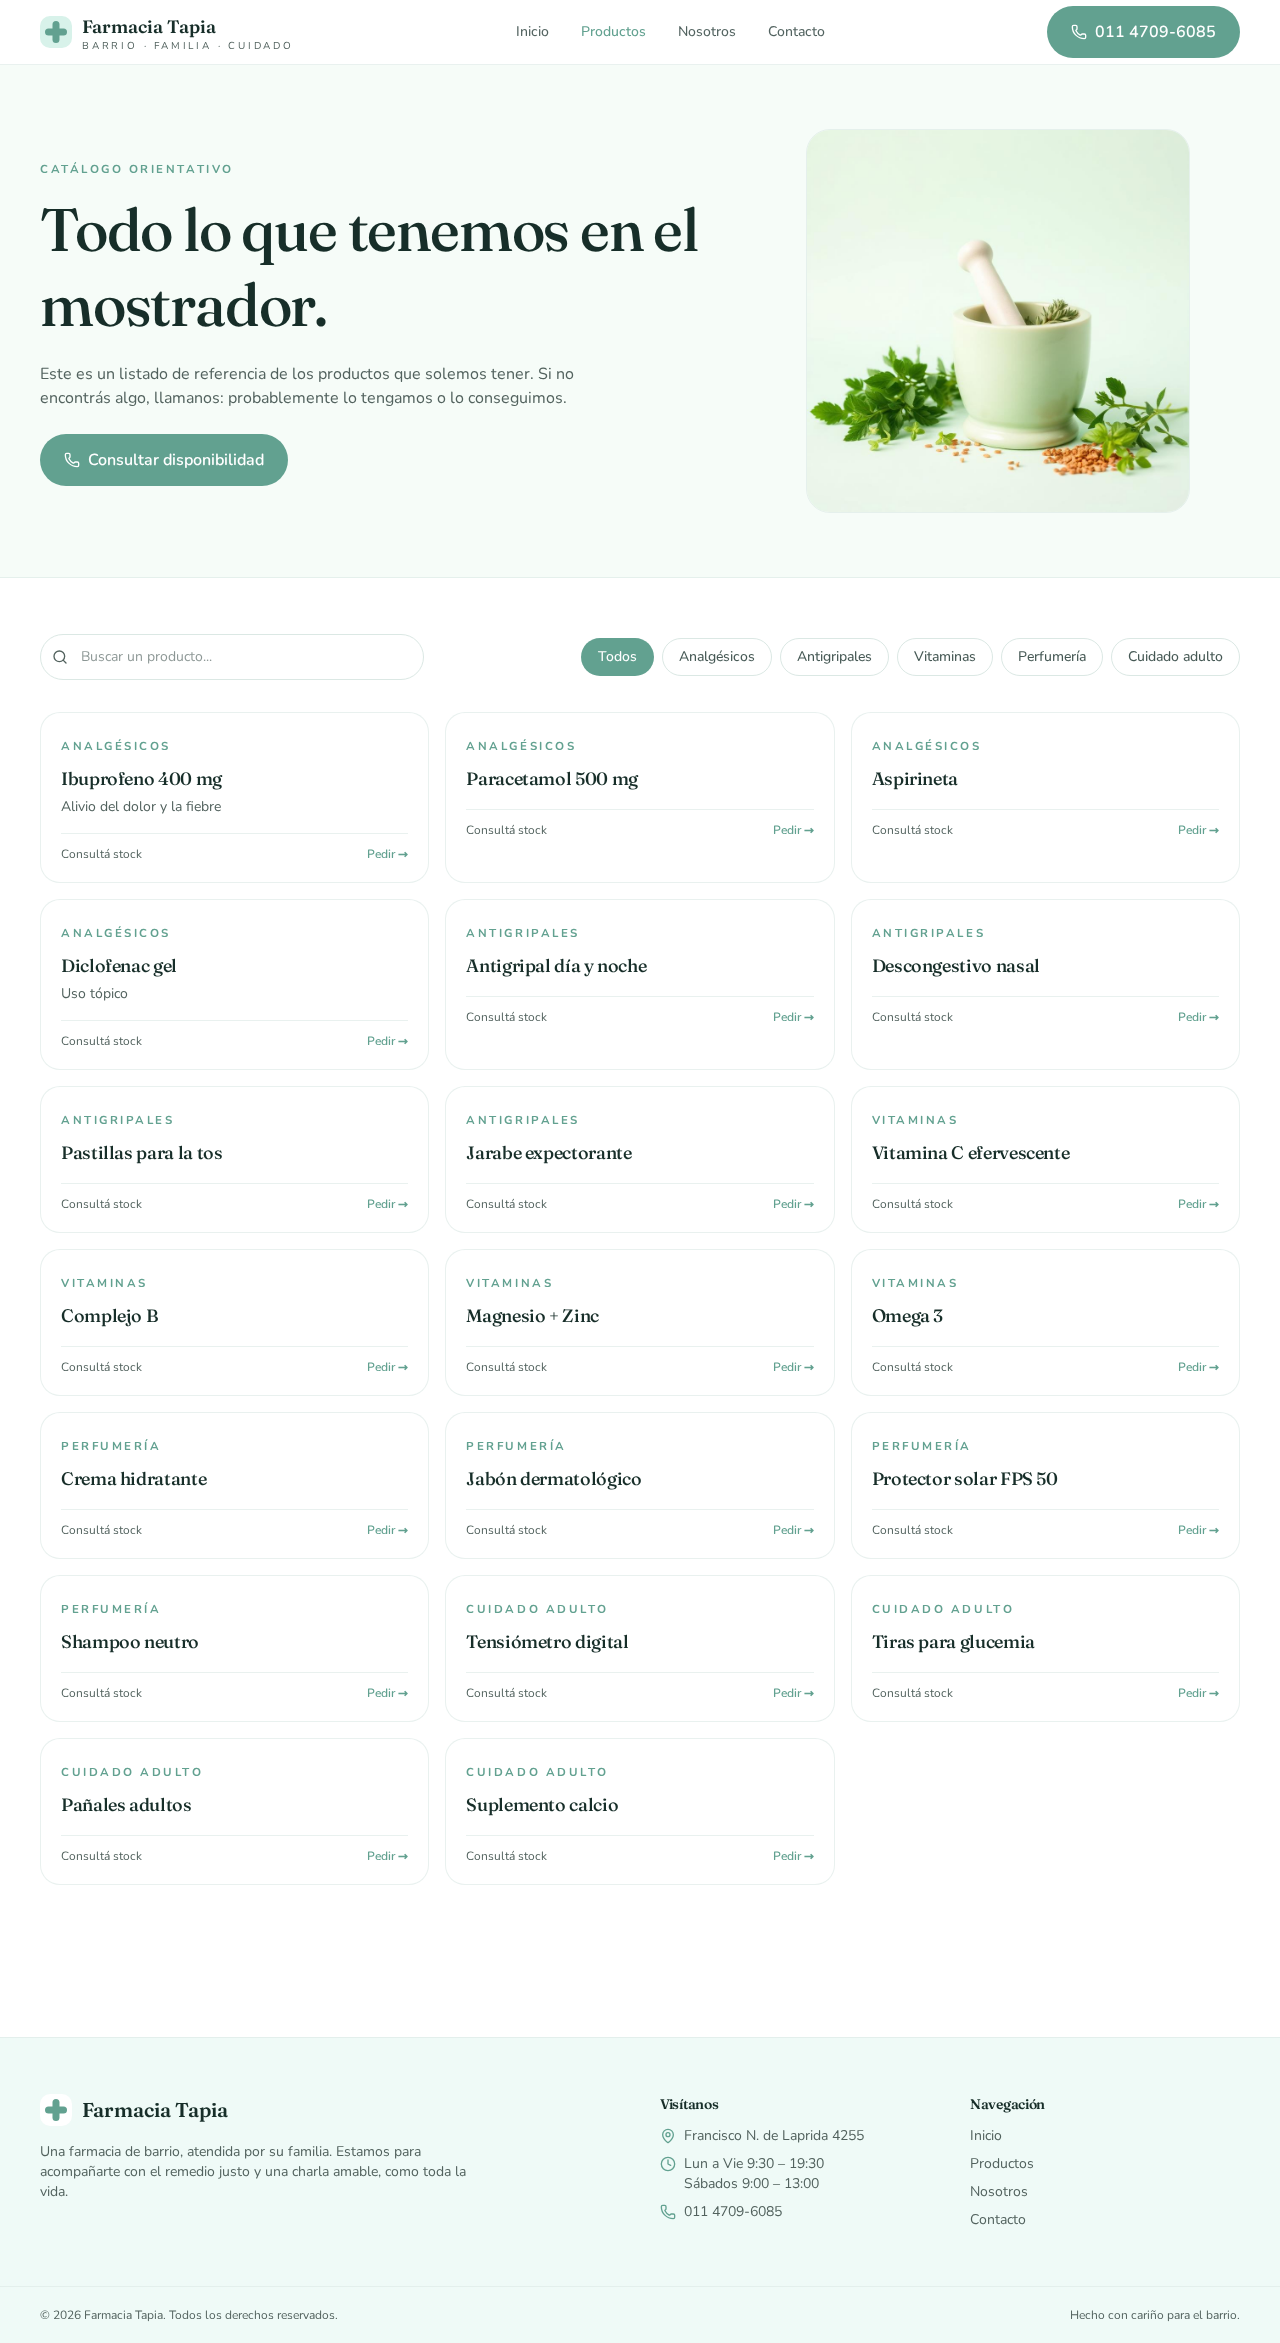 Farmacia Tapia
BARRIO · FAMILIA · CUIDADO
Inicio
Productos
Nosotros
Contacto
011 4709-6085
CATÁLOGO ORIENTATIVO
Todo lo que tenemos en el
mostrador.
Este es un listado de referencia de los productos que solemos tener. Si no
encontrás algo, llamanos: probablemente lo tengamos o lo conseguimos.
Consultar disponibilidad
Buscar un producto...
Todos
Analgésicos
Antigripales
Vitaminas
Perfumería
Cuidado adulto
ANALGÉSICOS
Ibuprofeno 400 mg
Alivio del dolor y la fiebre
Consultá stock
Pedir →
ANALGÉSICOS
Paracetamol 500 mg
Consultá stock
Pedir →
ANALGÉSICOS
Aspirineta
Consultá stock
Pedir →
ANALGÉSICOS
Diclofenac gel
Uso tópico
Consultá stock
Pedir →
ANTIGRIPALES
Antigripal día y noche
Consultá stock
Pedir →
ANTIGRIPALES
Descongestivo nasal
Consultá stock
Pedir →
ANTIGRIPALES
Pastillas para la tos
Consultá stock
Pedir →
ANTIGRIPALES
Jarabe expectorante
Consultá stock
Pedir →
VITAMINAS
Vitamina C efervescente
Consultá stock
Pedir →
VITAMINAS
Complejo B
Consultá stock
Pedir →
VITAMINAS
Magnesio + Zinc
Consultá stock
Pedir →
VITAMINAS
Omega 3
Consultá stock
Pedir →
PERFUMERÍA
Crema hidratante
Consultá stock
Pedir →
PERFUMERÍA
Jabón dermatológico
Consultá stock
Pedir →
PERFUMERÍA
Protector solar FPS 50
Consultá stock
Pedir →
PERFUMERÍA
Shampoo neutro
Consultá stock
Pedir →
CUIDADO ADULTO
Tensiómetro digital
Consultá stock
Pedir →
CUIDADO ADULTO
Tiras para glucemia
Consultá stock
Pedir →
CUIDADO ADULTO
Pañales adultos
Consultá stock
Pedir →
CUIDADO ADULTO
Suplemento calcio
Consultá stock
Pedir →
Farmacia Tapia
Una farmacia de barrio, atendida por su familia. Estamos para
acompañarte con el remedio justo y una charla amable, como toda la
vida.
Visítanos
Francisco N. de Laprida 4255
Lun a Vie 9:30 – 19:30
Sábados 9:00 – 13:00
011 4709-6085
Navegación
Inicio
Productos
Nosotros
Contacto
© 2026 Farmacia Tapia. Todos los derechos reservados.
Hecho con cariño para el barrio.